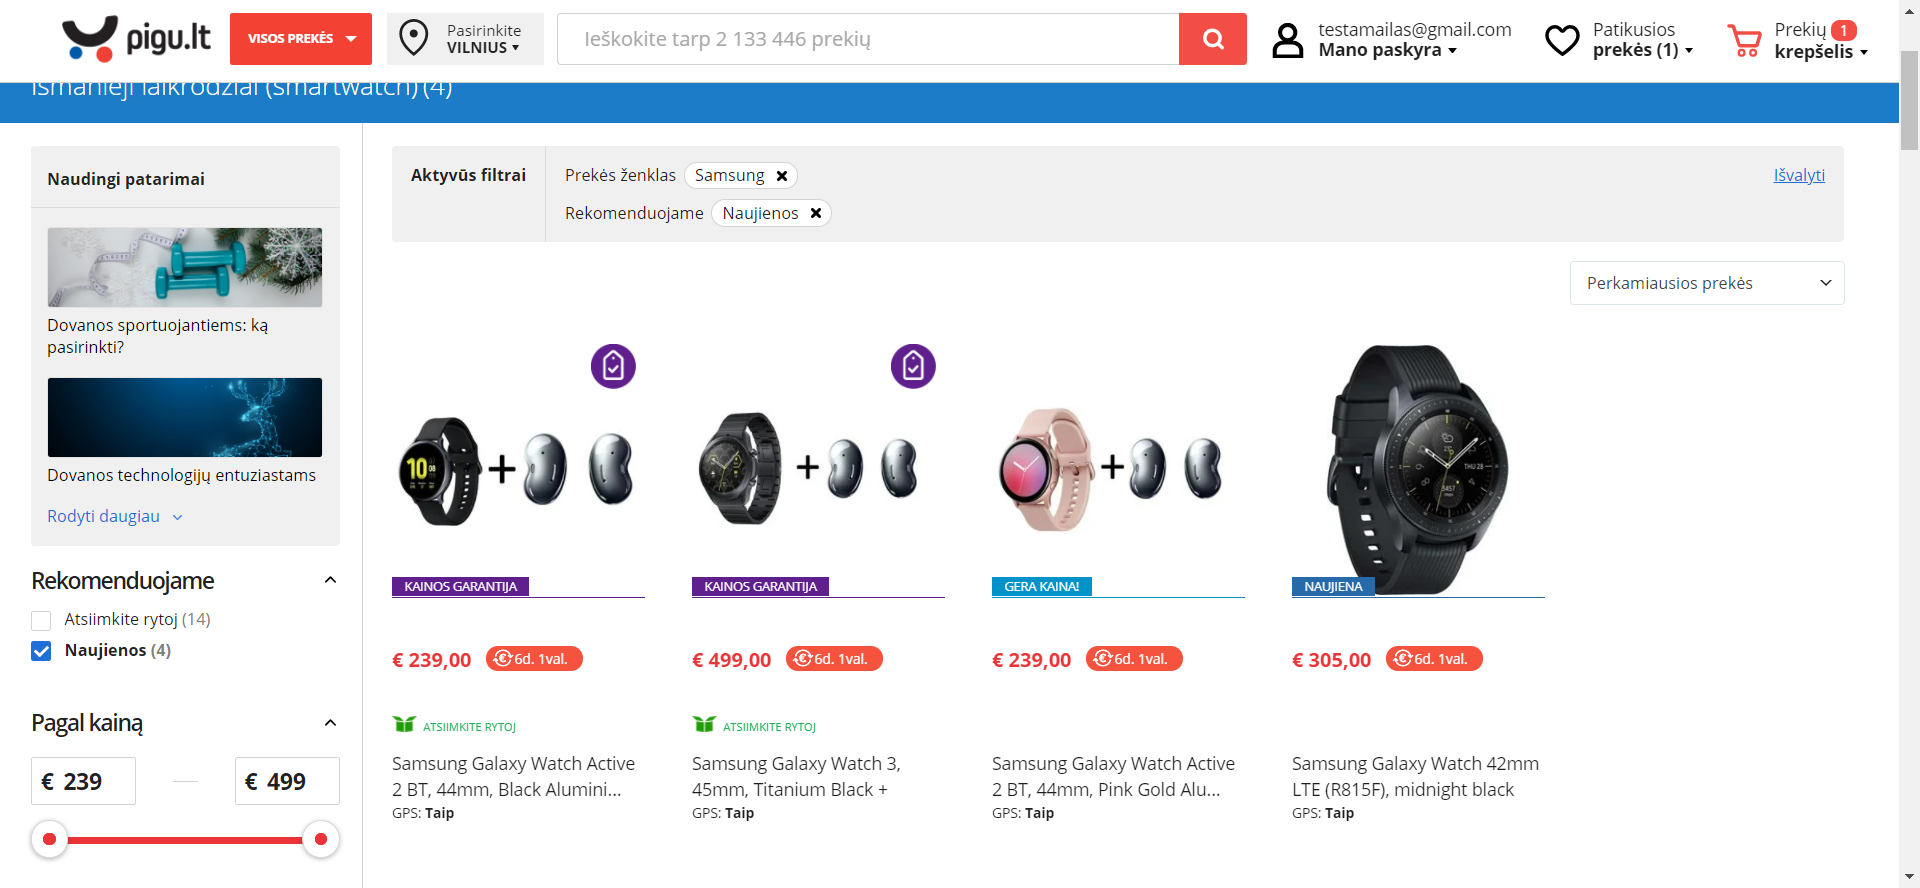 pigu.lt
VISOS PREKĖS
Pasirinkite
VILNIUS
Ieškokite tarp 2 133 446 prekių
testamailas@gmail.com
Mano paskyra
Patikusios
prekės (1)
Prekių 1
krepšelis
Išmanieji laikrodžiai (smartwatch) (4)
Naudingi patarimai
Dovanos sportuojantiems: ką
pasirinkti?
Dovanos technologijų entuziastams
Rodyti daugiau
Rekomenduojame
Atsiimkite rytoj (14)
Naujienos (4)
Pagal kainą
€ 239
€ 499
Aktyvūs filtrai
Prekės ženklas Samsung
Rekomenduojame Naujienos
Išvalyti
Perkamiausios prekės
KAINOS GARANTIJA
€ 239,00 6d. 1val.
ATSIIMKITE RYTOJ
Samsung Galaxy Watch Active
2 BT, 44mm, Black Alumini...
GPS: Taip
KAINOS GARANTIJA
€ 499,00 6d. 1val.
ATSIIMKITE RYTOJ
Samsung Galaxy Watch 3,
45mm, Titanium Black +
GPS: Taip
GERA KAINA!
€ 239,00 6d. 1val.
Samsung Galaxy Watch Active
2 BT, 44mm, Pink Gold Alu...
GPS: Taip
NAUJIENA
€ 305,00 6d. 1val.
Samsung Galaxy Watch 42mm
LTE (R815F), midnight black
GPS: Taip